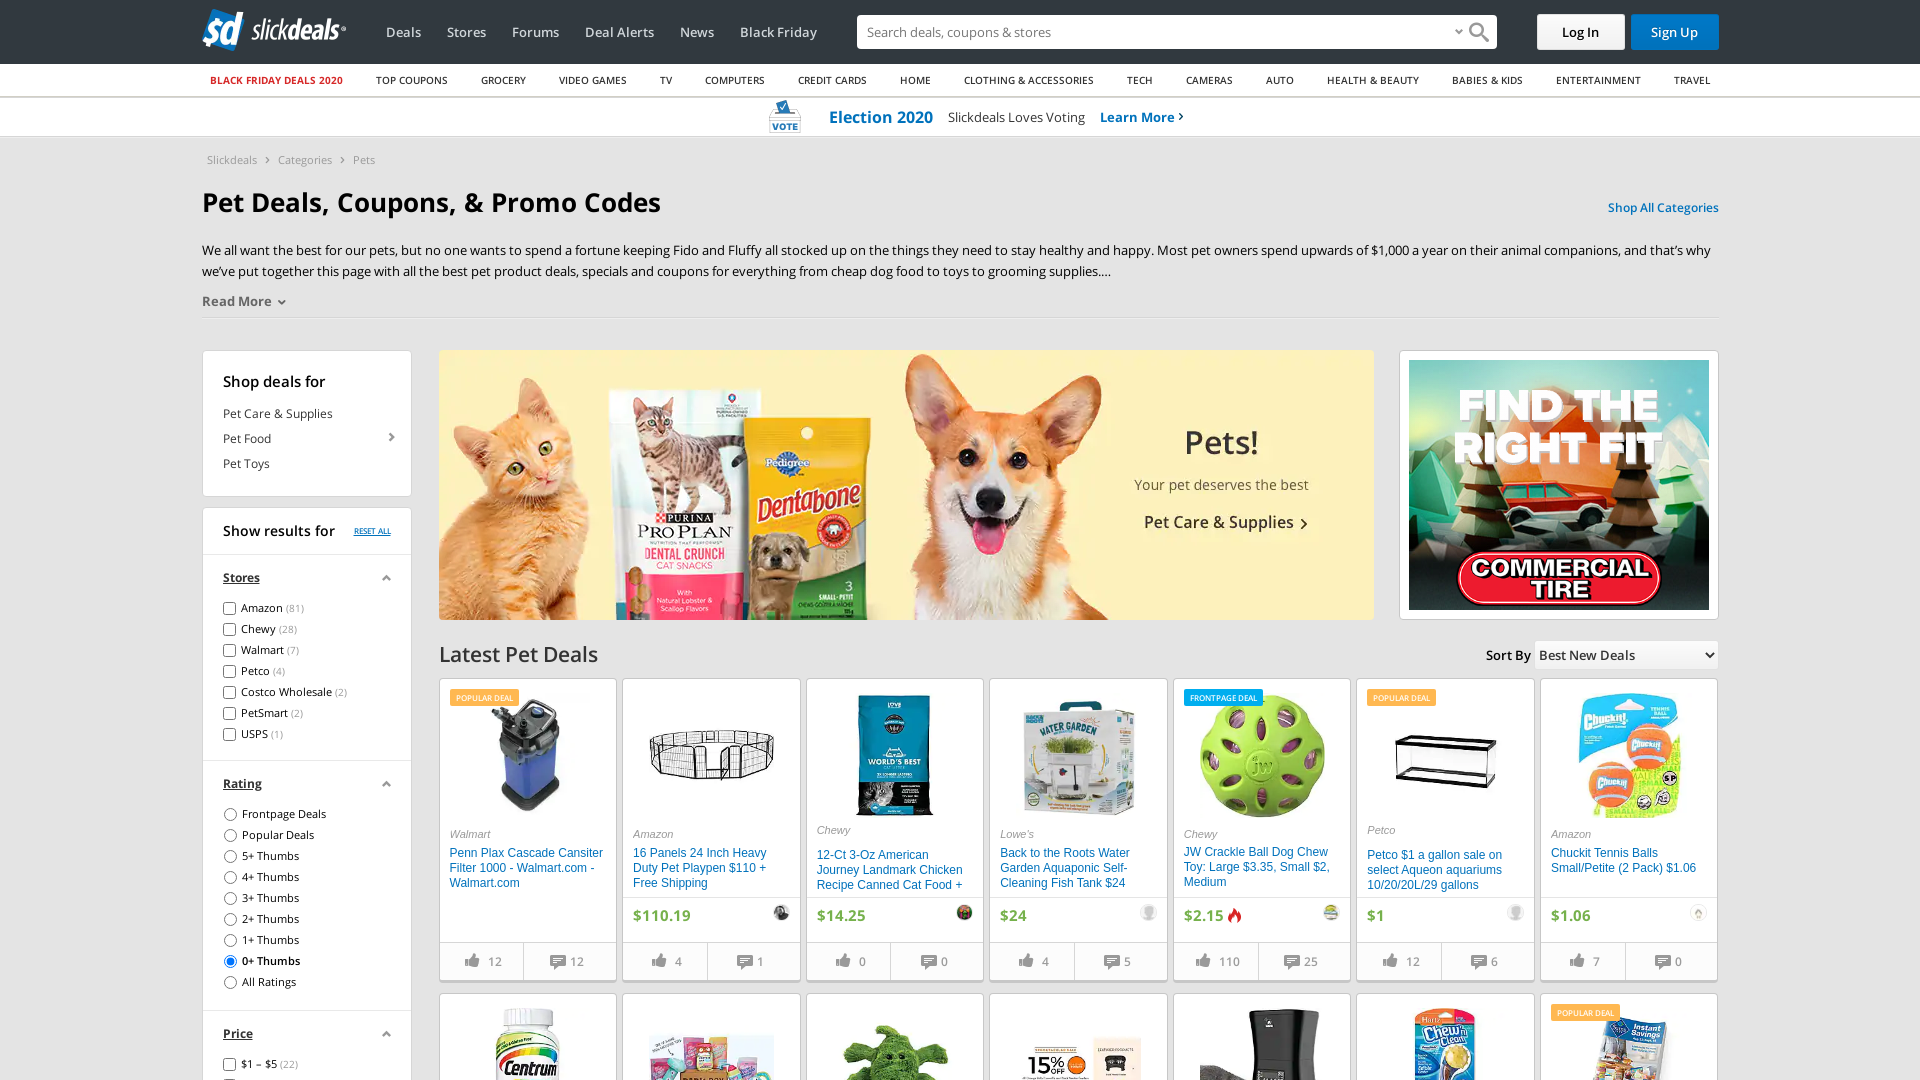 sd slickdeals
Deals
Stores
Forums
Deal Alerts
News
Black Friday
Search deals, coupons & stores
Log In
Sign Up
BLACK FRIDAY DEALS 2020
TOP COUPONS
GROCERY
VIDEO GAMES
TV
COMPUTERS
CREDIT CARDS
HOME
CLOTHING & ACCESSORIES
TECH
CAMERAS
AUTO
HEALTH & BEAUTY
BABIES & KIDS
ENTERTAINMENT
TRAVEL
VOTE
Election 2020 Slickdeals Loves Voting Learn More
Slickdeals > Categories > Pets
Pet Deals, Coupons, & Promo Codes
Shop All Categories
We all want the best for our pets, but no one wants to spend a fortune keeping Fido and Fluffy all stocked up on the things they need to stay healthy and happy. Most pet owners spend upwards of $1,000 a year on their animal companions, and that’s why
we’ve put together this page with all the best pet product deals, specials and coupons for everything from cheap dog food to toys to grooming supplies....
Read More
Shop deals for
Pet Care & Supplies
Pet Food
Pet Toys
Show results for
RESET ALL
Stores
Amazon (81)
Chewy (28)
Walmart (7)
Petco (4)
Costco Wholesale (2)
PetSmart (2)
USPS (1)
Rating
Frontpage Deals
Popular Deals
5+ Thumbs
4+ Thumbs
3+ Thumbs
2+ Thumbs
1+ Thumbs
0+ Thumbs
All Ratings
Price
$1 – $5 (22)
PURINA
PRO PLAN
DENTAL CRUNCH
CAT SNACKS
With
Natural Lobster &
Scallop Flavors
Pedigree
Dentabone
3
SMALL-PETIT
Pets!
Your pet deserves the best
Pet Care & Supplies
FIND THE
RIGHT FIT
COMMERCIAL
TIRE
Latest Pet Deals
Sort By Best New Deals
POPULAR DEAL
Walmart
Penn Plax Cascade Cansiter
Filter 1000 - Walmart.com -
Walmart.com
12
12
Amazon
16 Panels 24 Inch Heavy
Duty Pet Playpen $110 +
Free Shipping
$110.19
4
1
LOVE
WORLD'S BEST
CAT LITTER
Chewy
12-Ct 3-Oz American
Journey Landmark Chicken
Recipe Canned Cat Food +
$14.25
0
0
BACK TO THE ROOTS
WATER GARDEN
Lowe's
Back to the Roots Water
Garden Aquaponic Self-
Cleaning Fish Tank $24
$24
4
5
FRONTPAGE DEAL
JW
Chewy
JW Crackle Ball Dog Chew
Toy: Large $3.35, Small $2,
Medium
$2.15
110
25
POPULAR DEAL
Petco
Petco $1 a gallon sale on
select Aqueon aquariums
10/20/20L/29 gallons
$1
12
6
Chuckit!
TENNIS
BALL
Chuckit!
Chuckit!
SP
Amazon
Chuckit Tennis Balls
Small/Petite (2 Pack) $1.06
$1.06
7
0
Centrum
15%
OFF
Hartz
Chew'n
Clean
POPULAR DEAL
Instant
Savings